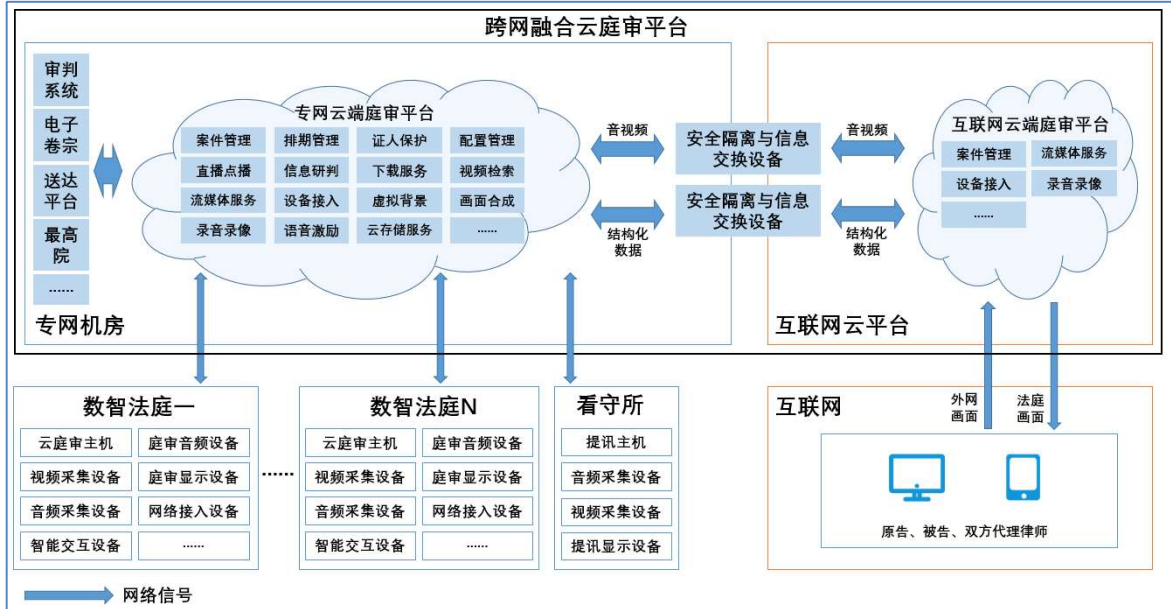 跨网融合云庭审平台
审判
系统
电子
卷宗
送达
平台
最高
院
……
专网云端庭审平台
案件管理
排期管理
证人保护
配置管理
直播点播
信息研判
下载服务
视频检索
流媒体服务
设备接入
虚拟背景
画面合成
录音录像
语音激励
云存储服务
……
专网机房
音视频
结构化
数据
安全隔离与信息
交换设备
安全隔离与信息
交换设备
音视频
结构化
数据
互联网云端庭审平台
案件管理
流媒体服务
设备接入
录音录像
……
互联网云平台
数智法庭一
云庭审主机
庭审音频设备
视频采集设备
庭审显示设备
音频采集设备
网络接入设备
智能交互设备
……
……
数智法庭N
云庭审主机
庭审音频设备
视频采集设备
庭审显示设备
音频采集设备
网络接入设备
智能交互设备
……
看守所
提讯主机
音频采集设备
视频采集设备
提讯显示设备
互联网
外网
画面
法庭
画面
原告、被告、双方代理律师
网络信号